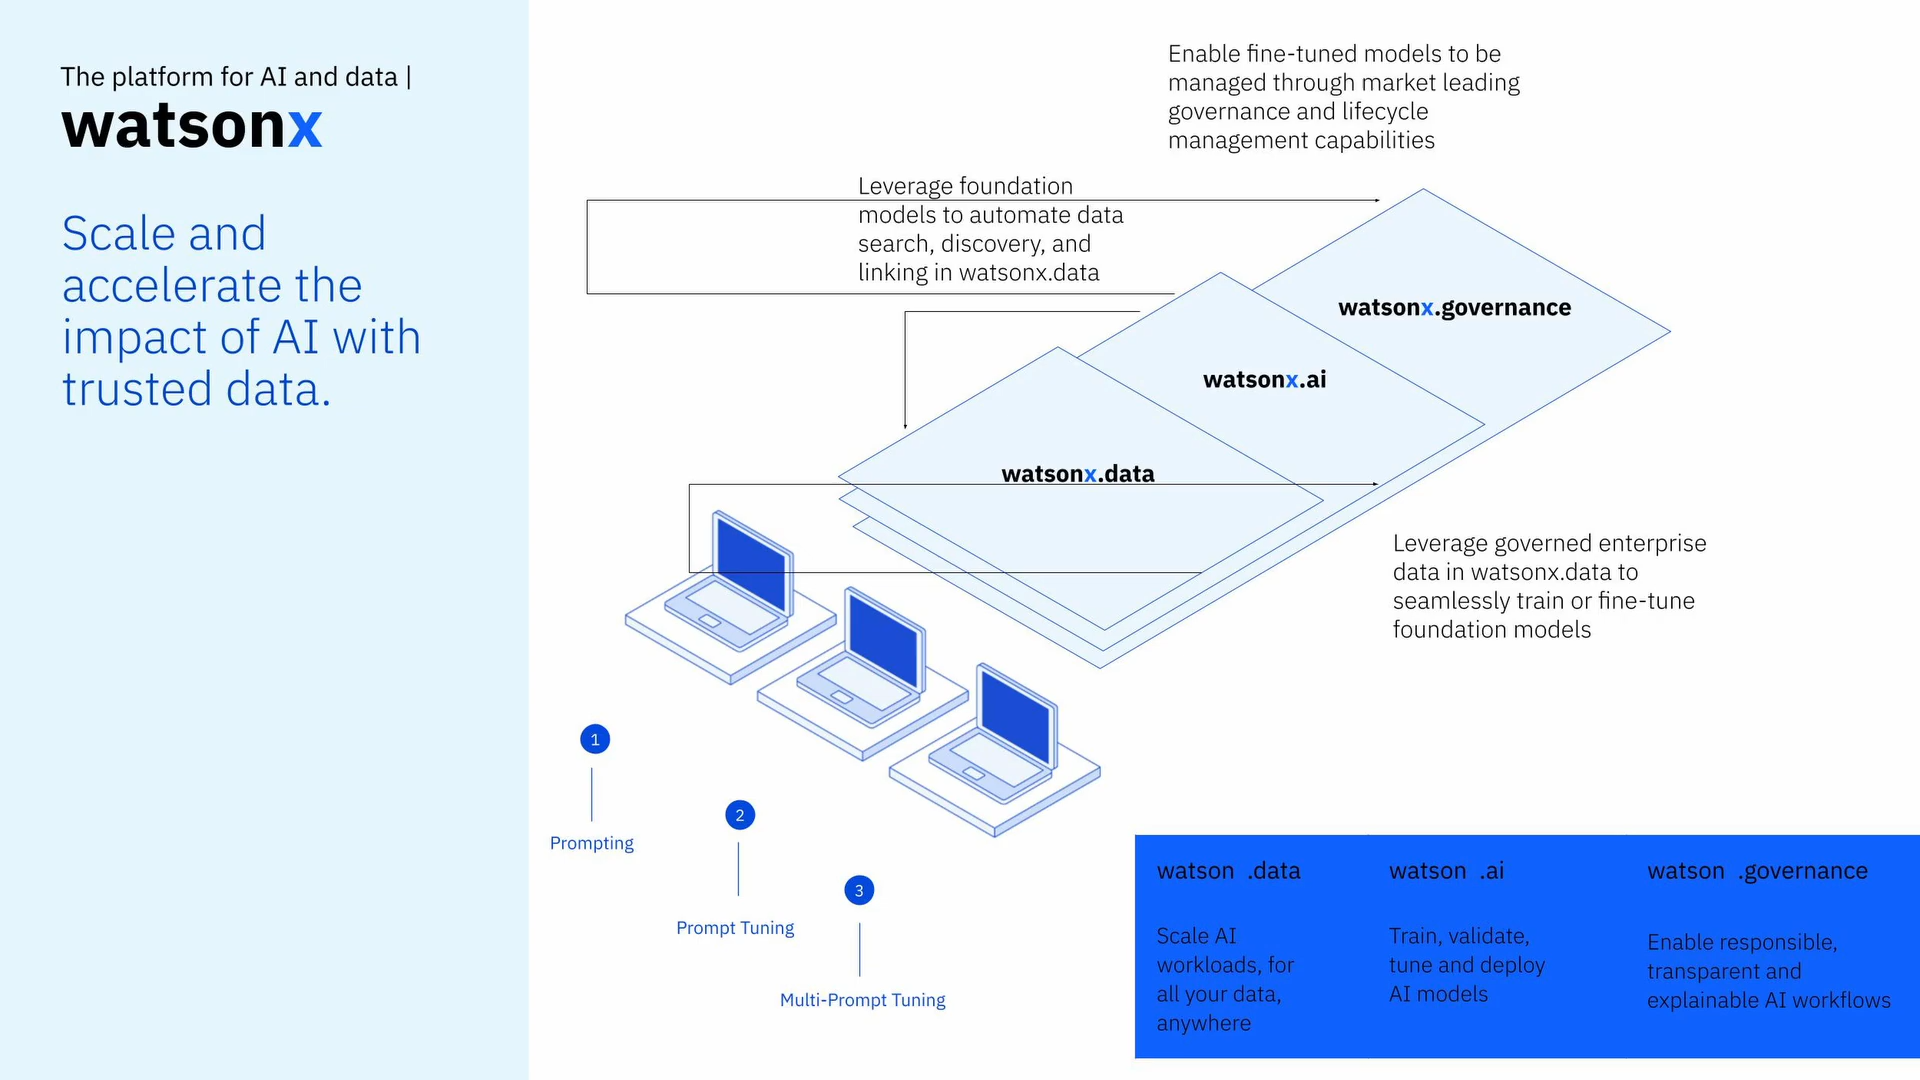 The platform for AI and data |
watsonx
Scale and
accelerate the
impact of AI with
trusted data.
Enable fine-tuned models to be
managed through market leading
governance and lifecycle
management capabilities
Leverage foundation
models to automate data
search, discovery, and
linking in watsonx.data
watsonx.governance
watsonx.ai
watsonx.data
Leverage governed enterprise
data in watsonx.data to
seamlessly train or fine-tune
foundation models
1
Prompting
2
Prompt Tuning
3
Multi-Prompt Tuning
watson .data
Scale AI
workloads, for
all your data,
anywhere
watson .ai
Train, validate,
tune and deploy
AI models
watson .governance
Enable responsible,
transparent and
explainable AI workflows